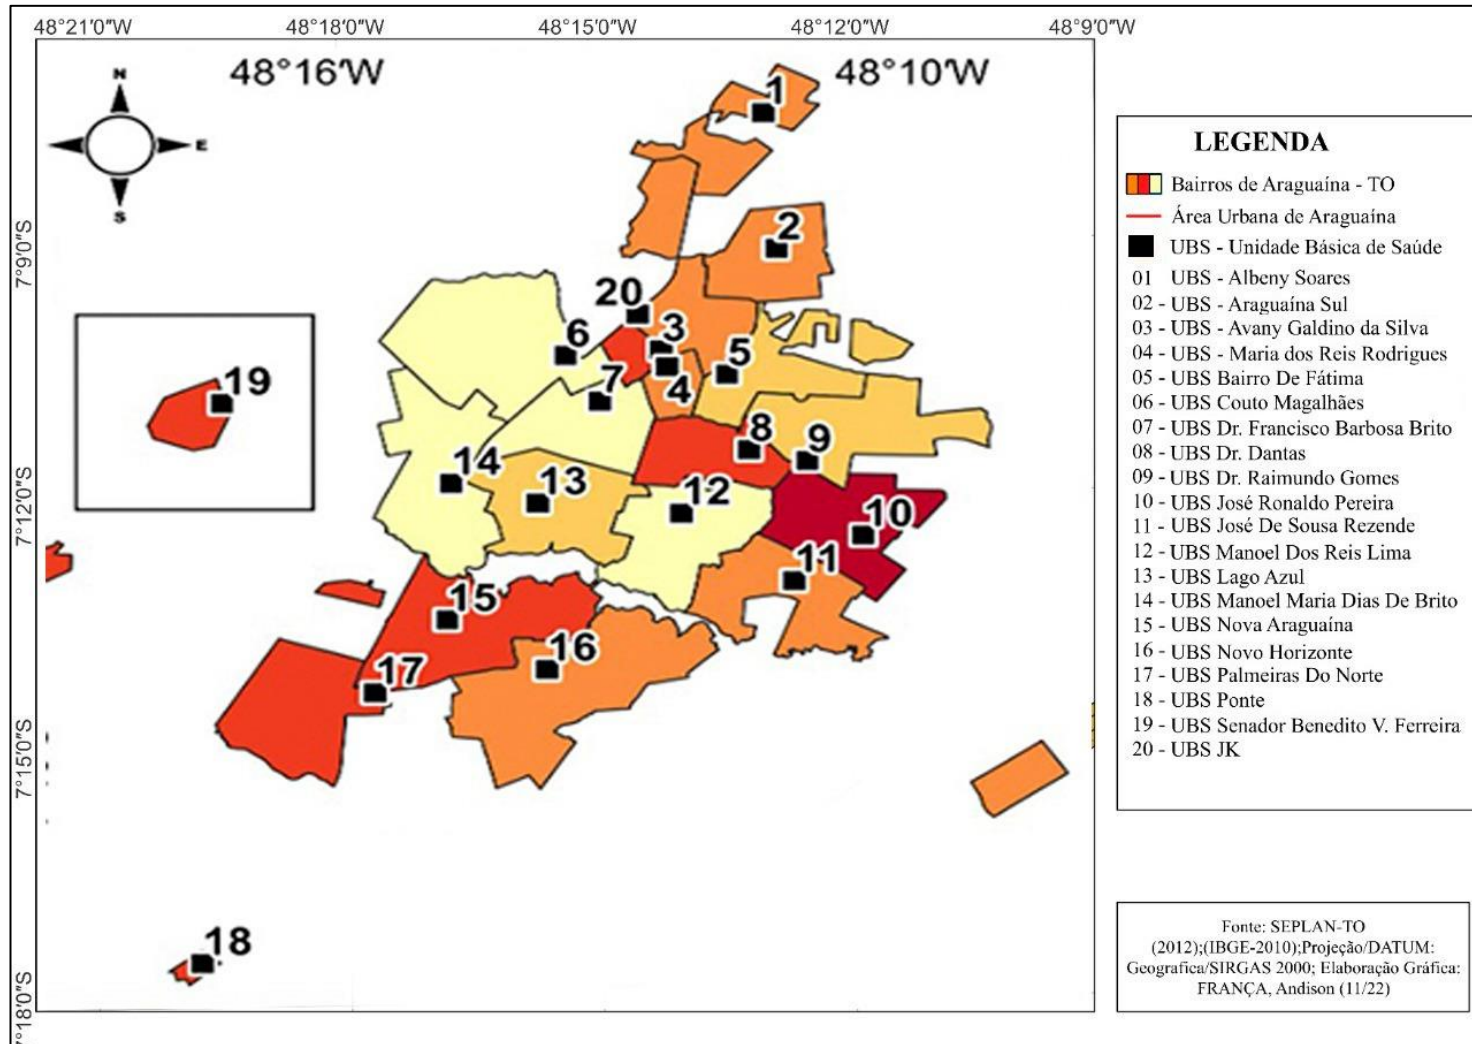 48°21'0"W 48°18'0"W 48°15'0"W 48°12'0"W 48°9'0"W
48°16'W 48°10'W
N
E
S
7°9'0"S
7°12'0"S
7°15'0"S
7°18'0"S
1
2
20
3
6
5
4
7
19
8
9
14
13
12
10
11
15
16
17
18
LEGENDA
Bairros de Araguaína - TO
Área Urbana de Araguaína
UBS - Unidade Básica de Saúde
01 UBS - Albeny Soares
02 - UBS - Araguaína Sul
03 - UBS - Avany Galdino da Silva
04 - UBS - Maria dos Reis Rodrigues
05 - UBS Bairro De Fátima
06 - UBS Couto Magalhães
07 - UBS Dr. Francisco Barbosa Brito
08 - UBS Dr. Dantas
09 - UBS Dr. Raimundo Gomes
10 - UBS José Ronaldo Pereira
11 - UBS José De Sousa Rezende
12 - UBS Manoel Dos Reis Lima
13 - UBS Lago Azul
14 - UBS Manoel Maria Dias De Brito
15 - UBS Nova Araguaína
16 - UBS Novo Horizonte
17 - UBS Palmeiras Do Norte
18 - UBS Ponte
19 - UBS Senador Benedito V. Ferreira
20 - UBS JK
Fonte: SEPLAN-TO
(2012);(IBGE-2010);Projeção/DATUM:
Geografica/SIRGAS 2000; Elaboração Gráfica:
FRANÇA, Andison (11/22)